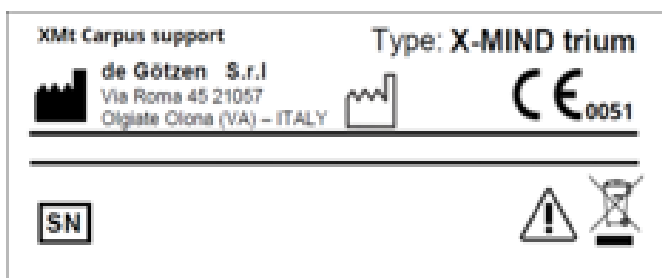 XMt Carpus support
Type: X-MIND trium
de Götzen S.r.l
Via Roma 45 21057
Olgiate Olona (VA) – ITALY
CE 0051
SN